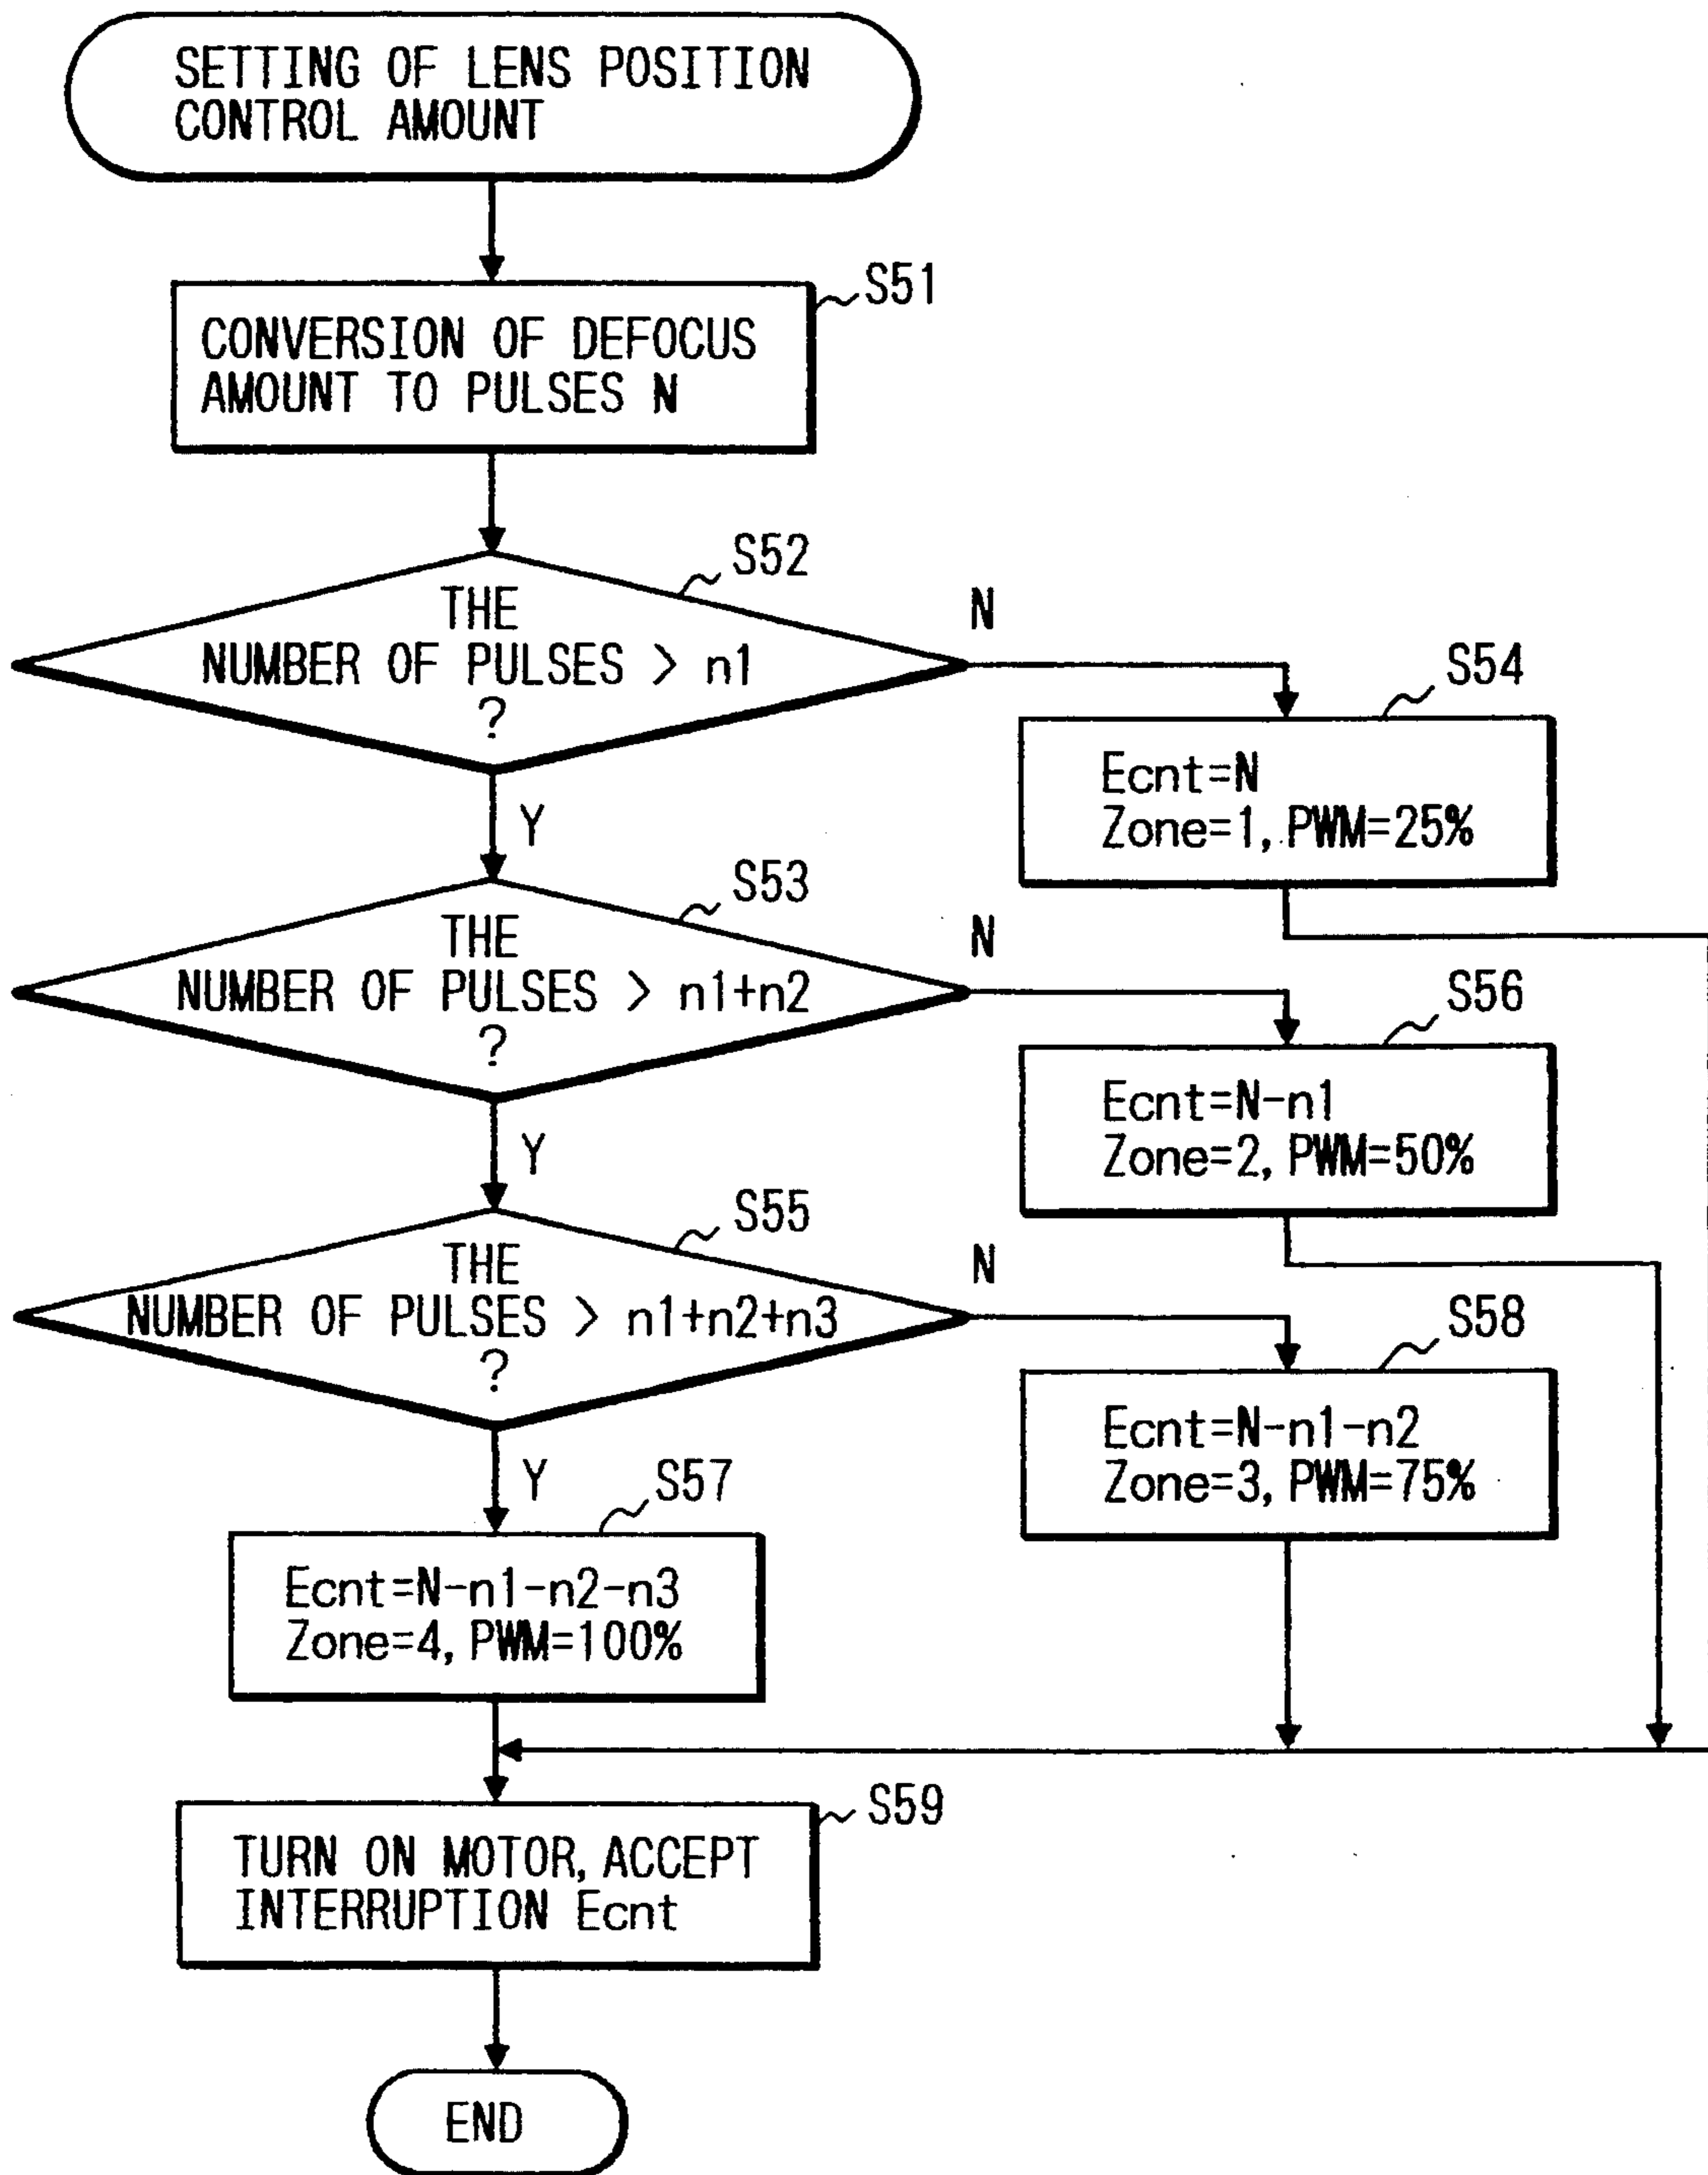 SETTING OF LENS POSITION
CONTROL AMOUNT
S51
CONVERSION OF DEFOCUS
AMOUNT TO PULSES N
S52
THE
NUMBER OF PULSES > n1
?
N
Y
S54
Ecnt=N
Zone=1, PWM=25%
S53
THE
NUMBER OF PULSES > n1+n2
?
N
Y
S56
Ecnt=N-n1
Zone=2, PWM=50%
S55
THE
NUMBER OF PULSES > n1+n2+n3
?
N
Y
S58
Ecnt=N-n1-n2
Zone=3, PWM=75%
S57
Ecnt=N-n1-n2-n3
Zone=4, PWM=100%
S59
TURN ON MOTOR, ACCEPT
INTERRUPTION Ecnt
END